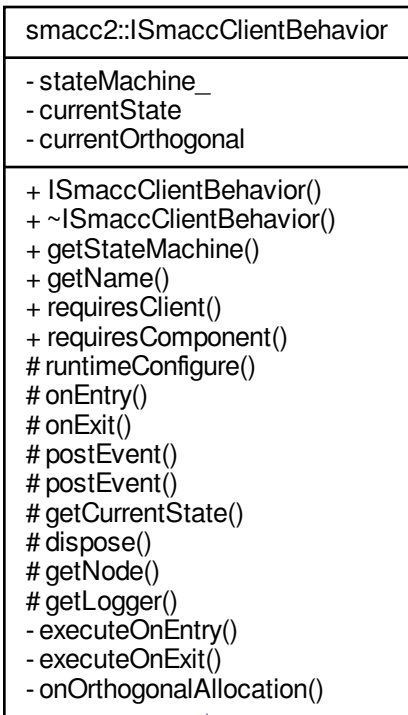 smacc2::ISmaccClientBehavior
- stateMachine_
- currentState
- currentOrthogonal
+ ISmaccClientBehavior()
+ ~ISmaccClientBehavior()
+ getStateMachine()
+ getName()
+ requiresClient()
+ requiresComponent()
# runtimeConfigure()
# onEntry()
# onExit()
# postEvent()
# postEvent()
# getCurrentState()
# dispose()
# getNode()
# getLogger()
- executeOnEntry()
- executeOnExit()
- onOrthogonalAllocation()